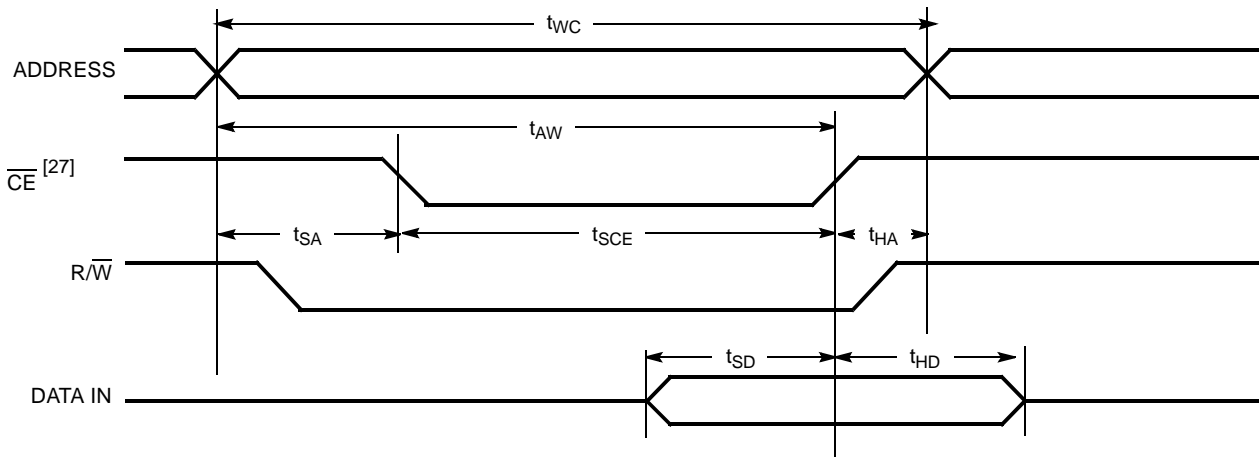 tWC
ADDRESS
tAW
CE [27]
tSA tSCE tHA
R/W
tSD tHD
DATA IN